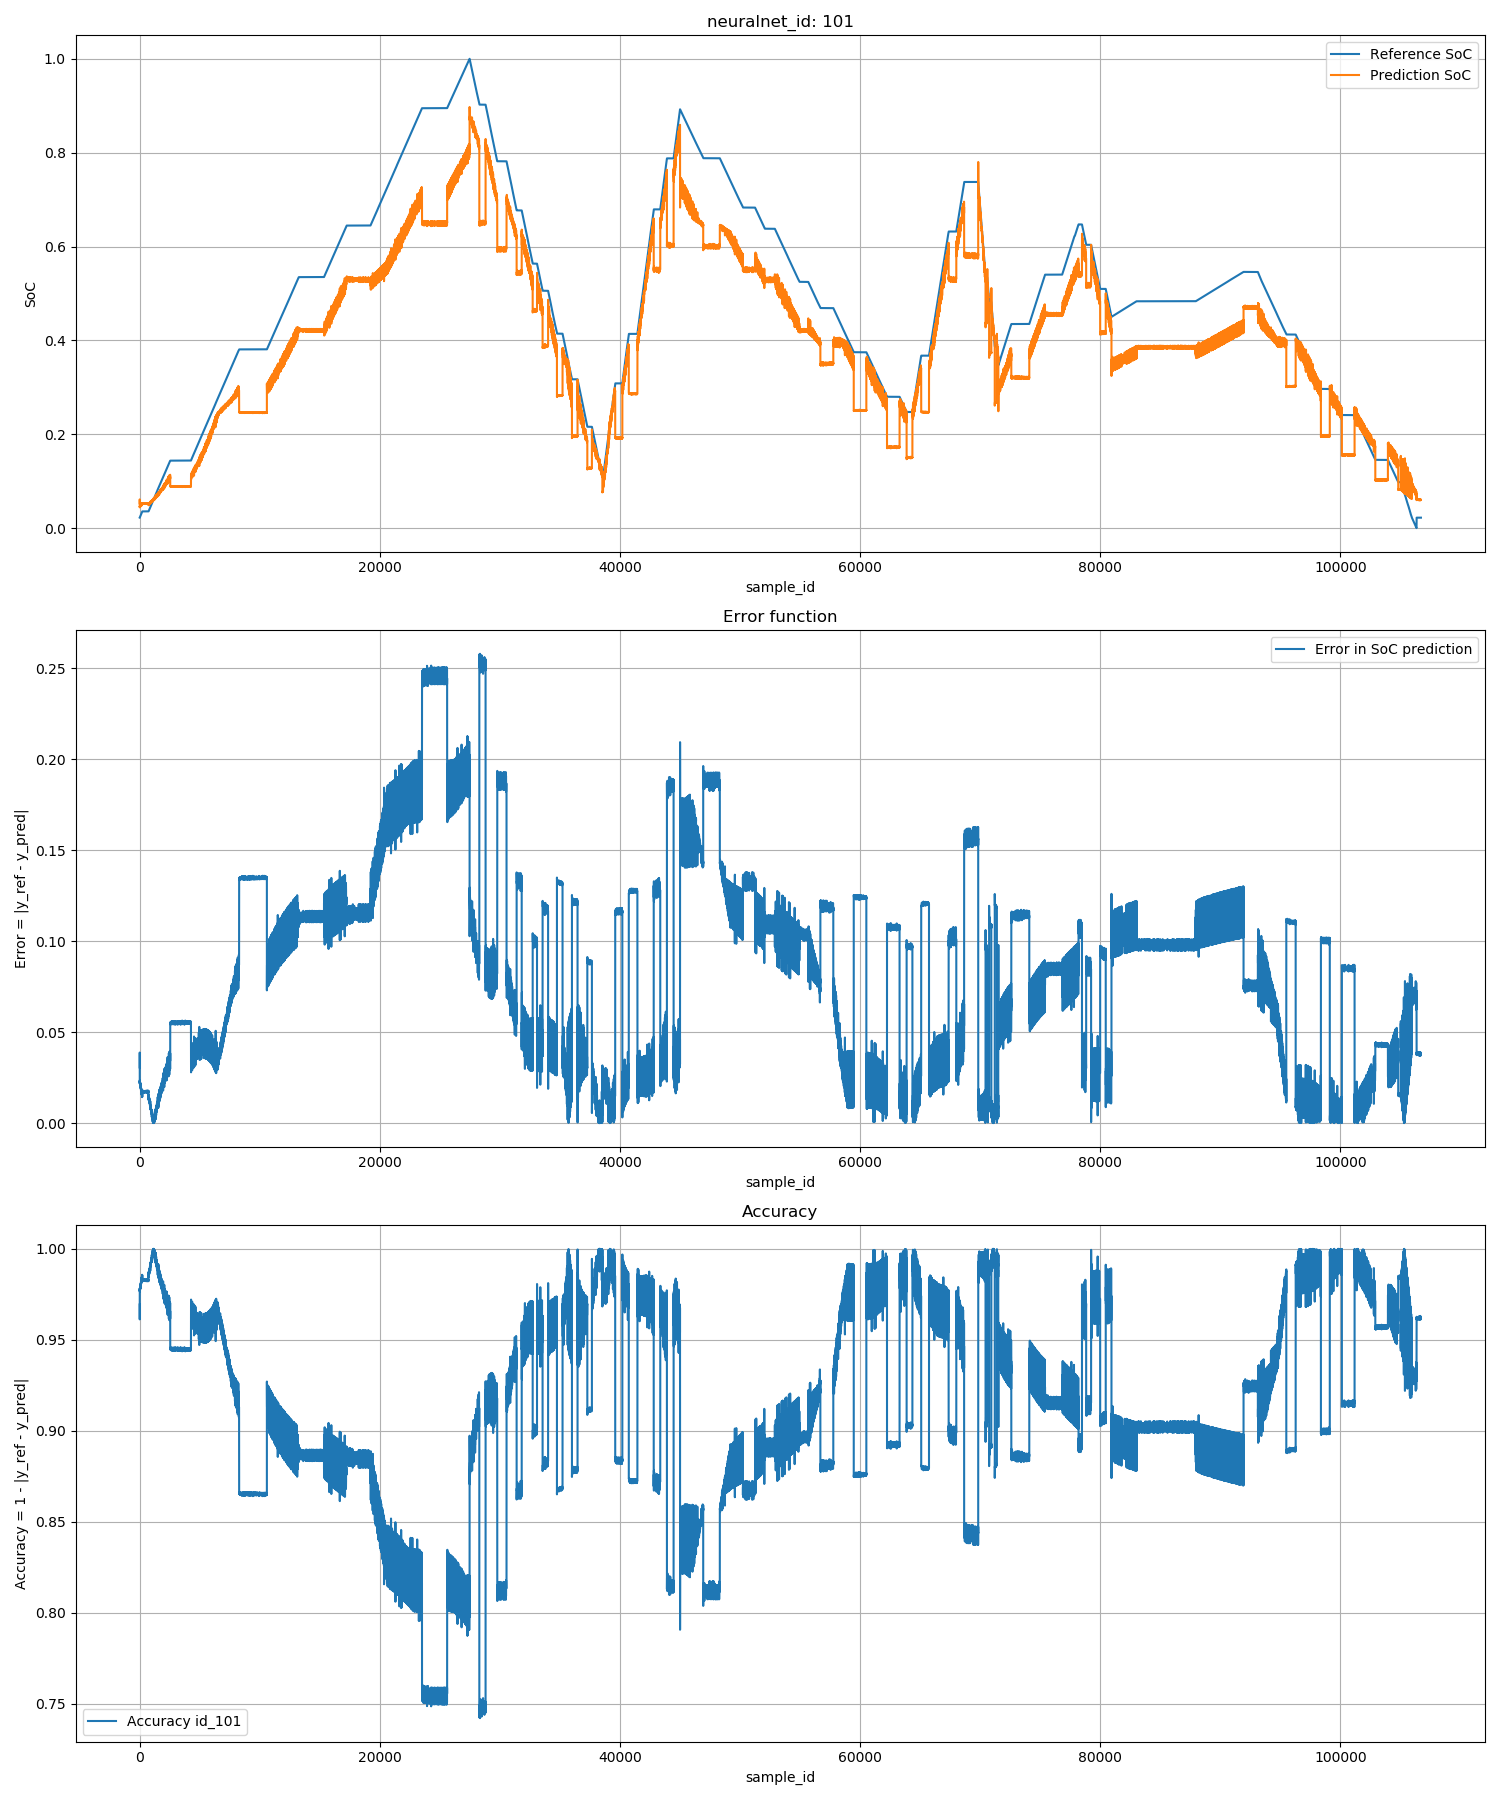 neuralnet_id: 101
Reference SoC
Prediction SoC
SoC
1.0
0.8
0.6
0.4
0.2
0.0
0 20000 40000 60000 80000 100000
sample_id
Error function
Error in SoC prediction
Error = |y_ref - y_pred|
0.25
0.20
0.15
0.10
0.05
0.00
0 20000 40000 60000 80000 100000
sample_id
Accuracy
Accuracy = 1 - |y_ref - y_pred|
1.00
0.95
0.90
0.85
0.80
0.75
Accuracy id_101
0 20000 40000 60000 80000 100000
sample_id